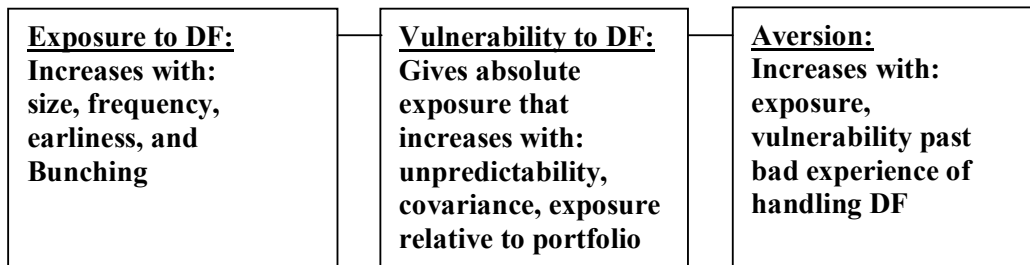 Exposure to DF:
Increases with:
size, frequency,
earliness, and
Bunching
Vulnerability to DF:
Gives absolute
exposure that
increases with:
unpredictability,
covariance, exposure
relative to portfolio
Aversion:
Increases with:
exposure,
vulnerability past
bad experience of
handling DF